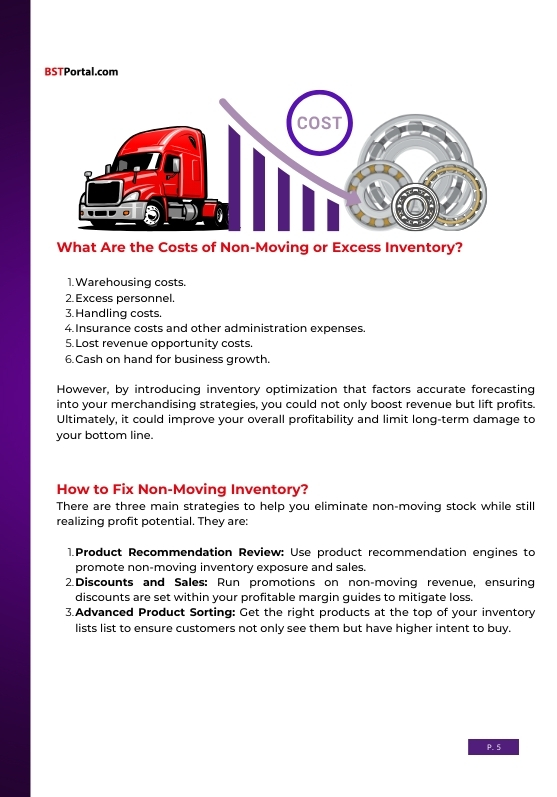 BSTPortal.com
COST
What Are the Costs of Non-Moving or Excess Inventory?
1. Warehousing costs.
2. Excess personnel.
3. Handling costs.
4. Insurance costs and other administration expenses.
5. Lost revenue opportunity costs.
6. Cash on hand for business growth.
However, by introducing inventory optimization that factors accurate forecasting
into your merchandising strategies, you could not only boost revenue but lift profits.
Ultimately, it could improve your overall profitability and limit long-term damage to
your bottom line.
How to Fix Non-Moving Inventory?
There are three main strategies to help you eliminate non-moving stock while still
realizing profit potential. They are:
1. Product Recommendation Review: Use product recommendation engines to
promote non-moving inventory exposure and sales.
2. Discounts and Sales: Run promotions on non-moving revenue, ensuring
discounts are set within your profitable margin guides to mitigate loss.
3. Advanced Product Sorting: Get the right products at the top of your inventory
lists list to ensure customers not only see them but have higher intent to buy.
P. 5